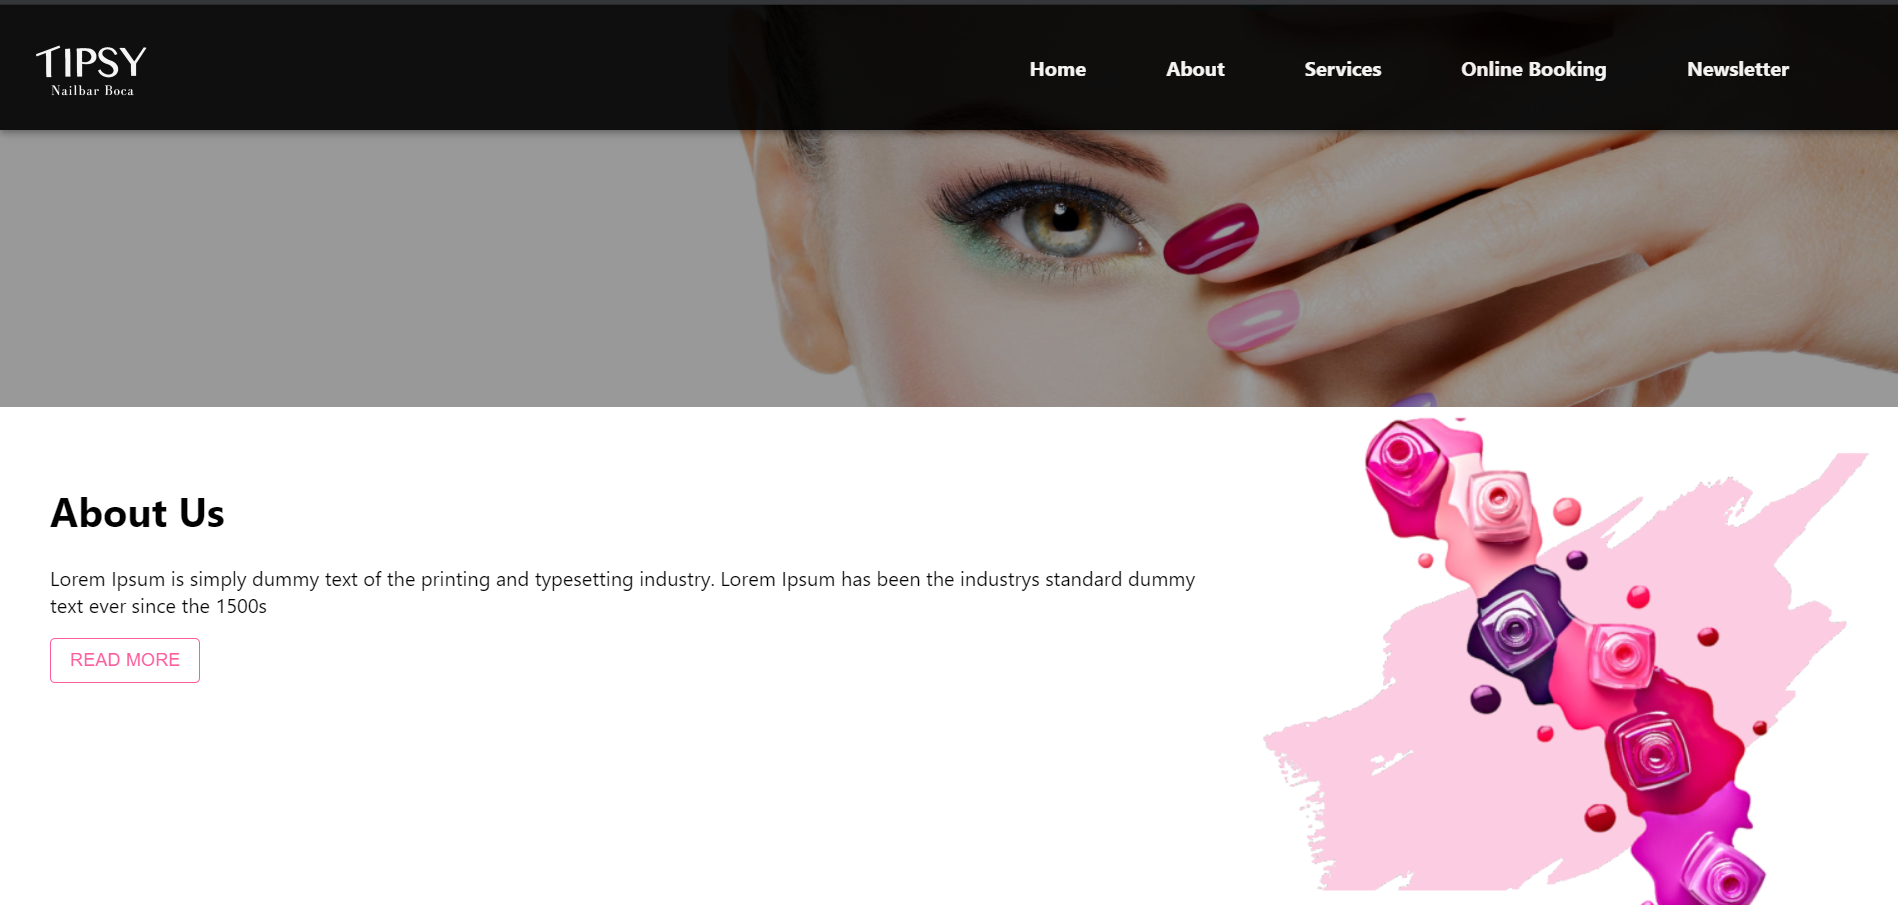 TIPSY
Nailbar Boca
Home About Services Online Booking Newsletter
About Us
Lorem Ipsum is simply dummy text of the printing and typesetting industry. Lorem Ipsum has been the industrys standard dummy
text ever since the 1500s
READ MORE